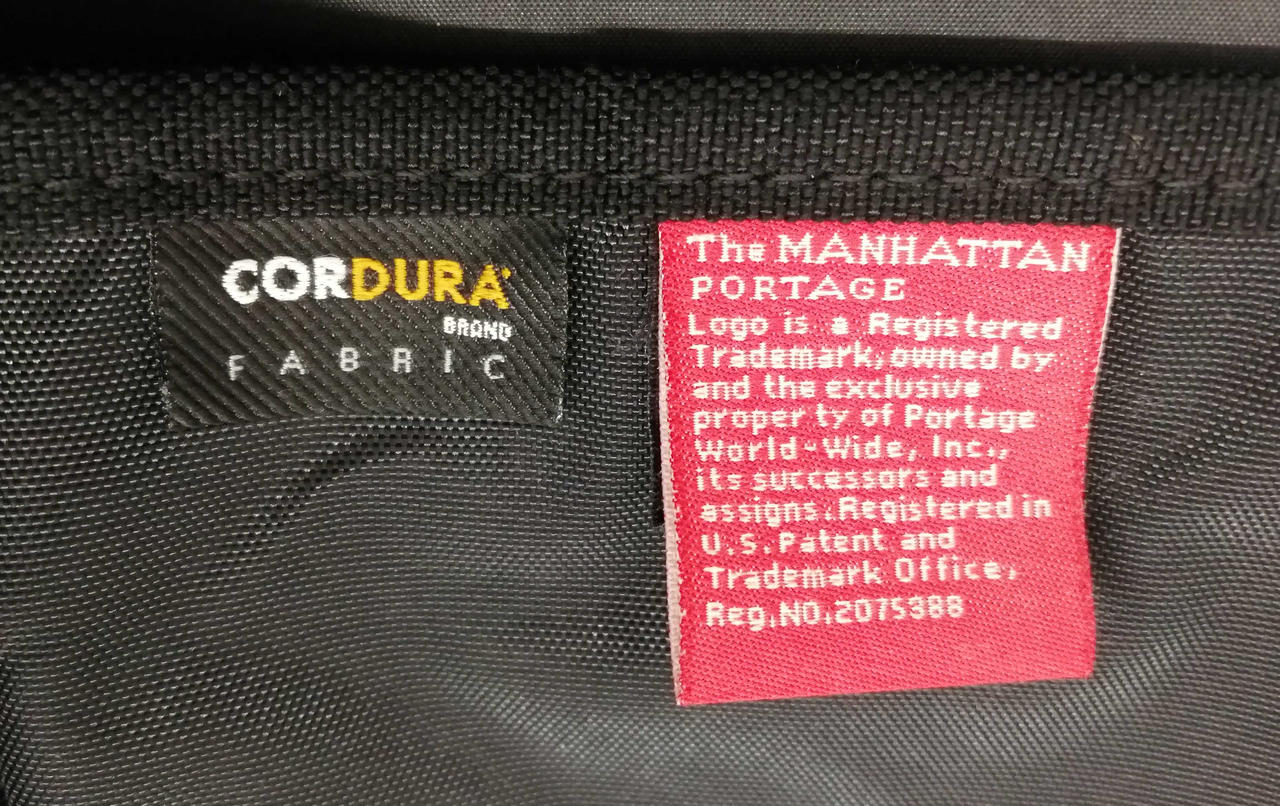 CORDURA
BRAND
FABRIC
The MANHATTAN
PORTAGE
Logo is a Registered
Trademark, owned by
and the exclusive
property of Portage
World-Wide, Inc.,
its successors and
assigns. Registered in
U.S. Patent and
Trademark Office,
Reg. NO. 2075388